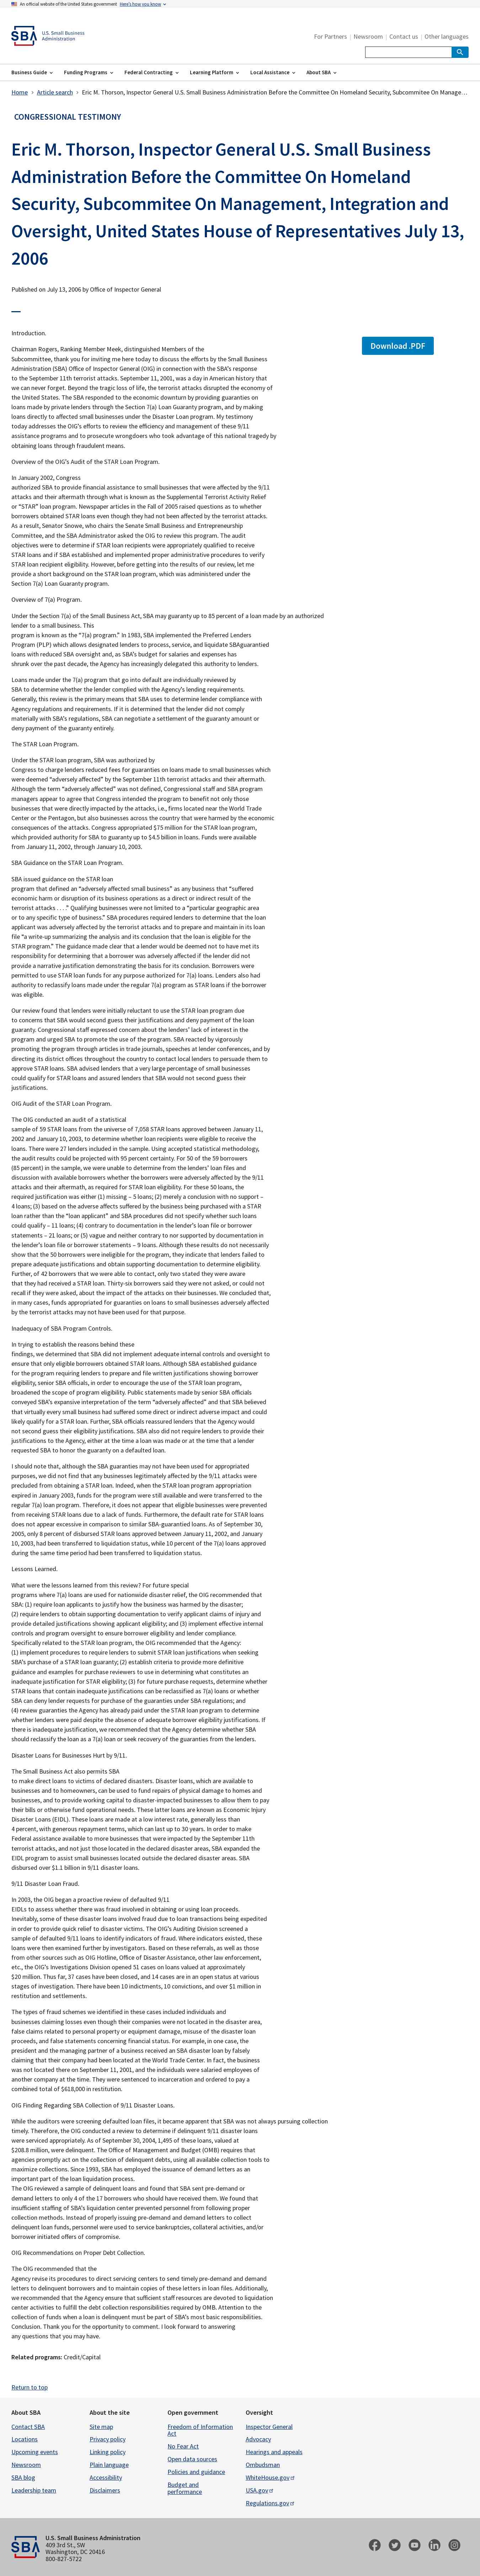 An official website of the United States government Here's how you know
SBA U.S. Small Business Administration
For Partners | Newsroom | Contact us | Other languages
Business Guide Funding Programs Federal Contracting Learning Platform Local Assistance About SBA
Home > Article search > Eric M. Thorson, Inspector General U.S. Small Business Administration Before the Committee On Homeland Security, Subcommitee On Manage…
CONGRESSIONAL TESTIMONY
Eric M. Thorson, Inspector General U.S. Small Business
Administration Before the Committee On Homeland
Security, Subcommitee On Management, Integration and
Oversight, United States House of Representatives July 13,
2006
Published on July 13, 2006 by Office of Inspector General
Download .PDF
Introduction.
Chairman Rogers, Ranking Member Meek, distinguished Members of the
Subcommittee, thank you for inviting me here today to discuss the efforts by the Small Business
Administration (SBA) Office of Inspector General (OIG) in connection with the SBA's response
to the September 11th terrorist attacks. September 11, 2001, was a day in American history that
we can never forget. Beyond the tragic loss of life, the terrorist attacks disrupted the economy of
the United States. The SBA responded to the economic downturn by providing guaranties on
loans made by private lenders through the Section 7(a) Loan Guaranty program, and by making
loans directly to affected small businesses under the Disaster Loan program. My testimony
today addresses the OIG's efforts to review the efficiency and management of these 9/11
assistance programs and to prosecute wrongdoers who took advantage of this national tragedy by
obtaining loans through fraudulent means.
Overview of the OIG's Audit of the STAR Loan Program.
In January 2002, Congress
authorized SBA to provide financial assistance to small businesses that were affected by the 9/11
attacks and their aftermath through what is known as the Supplemental Terrorist Activity Relief
or "STAR" loan program. Newspaper articles in the Fall of 2005 raised questions as to whether
borrowers obtained these loans even though they had not been affected by the terrorist attacks.
As a result, Senator Snowe, who chairs the Senate Small Business and Entrepreneurship
Committee, and the SBA Administrator asked the OIG to review this program. The audit
objectives were to determine if STAR loan recipients were appropriately qualified to receive
STAR loans and if SBA established and implemented proper administrative procedures to verify
STAR loan recipient eligibility. However, before getting into the results of our review, let me
provide a short background on the STAR loan program, which was administered under the
Section 7(a) Loan Guaranty program.
Overview of 7(a) Program.
Under the Section 7(a) of the Small Business Act, SBA may guaranty up to 85 percent of a loan made by an authorized
lender to a small business. This
program is known as the "7(a) program." In 1983, SBA implemented the Preferred Lenders
Program (PLP) which allows designated lenders to process, service, and liquidate SBAguarantied
loans with reduced SBA oversight and, as SBA's budget for salaries and expenses has
shrunk over the past decade, the Agency has increasingly delegated this authority to lenders.
Loans made under the 7(a) program that go into default are individually reviewed by
SBA to determine whether the lender complied with the Agency's lending requirements.
Generally, this review is the primary means that SBA uses to determine lender compliance with
Agency regulations and requirements. If it is determined that the lender did not comply
materially with SBA's regulations, SBA can negotiate a settlement of the guaranty amount or
deny payment of the guaranty entirely.
The STAR Loan Program.
Under the STAR loan program, SBA was authorized by
Congress to charge lenders reduced fees for guaranties on loans made to small businesses which
were deemed "adversely affected" by the September 11th terrorist attacks and their aftermath.
Although the term "adversely affected" was not defined, Congressional staff and SBA program
managers appear to agree that Congress intended the program to benefit not only those
businesses that were directly impacted by the attacks, i.e., firms located near the World Trade
Center or the Pentagon, but also businesses across the country that were harmed by the economic
consequences of the attacks. Congress appropriated $75 million for the STAR loan program,
which provided authority for SBA to guaranty up to $4.5 billion in loans. Funds were available
from January 11, 2002, through January 10, 2003.
SBA Guidance on the STAR Loan Program.
SBA issued guidance on the STAR loan
program that defined an "adversely affected small business" as any business that "suffered
economic harm or disruption of its business operations as a direct or indirect result of the
terrorist attacks . . . ." Qualifying businesses were not limited to a "particular geographic area
or to any specific type of business." SBA procedures required lenders to determine that the loan
applicant was adversely affected by the terrorist attacks and to prepare and maintain in its loan
file "a write-up summarizing the analysis and its conclusion that the loan is eligible for the
STAR program." The guidance made clear that a lender would be deemed not to have met its
responsibility for determining that a borrower was adversely affected if the lender did not
provide a narrative justification demonstrating the basis for its conclusion. Borrowers were
permitted to use STAR loan funds for any purpose authorized for 7(a) loans. Lenders also had
authority to reclassify loans made under the regular 7(a) program as STAR loans if the borrower
was eligible.
Our review found that lenders were initially reluctant to use the STAR loan program due
to concerns that SBA would second guess their justifications and deny payment of the loan
guaranty. Congressional staff expressed concern about the lenders' lack of interest in the
program and urged SBA to promote the use of the program. SBA reacted by vigorously
promoting the program through articles in trade journals, speeches at lender conferences, and by
directing its district offices throughout the country to contact local lenders to persuade them to
approve STAR loans. SBA advised lenders that a very large percentage of small businesses
could qualify for STAR loans and assured lenders that SBA would not second guess their
justifications.
OIG Audit of the STAR Loan Program.
The OIG conducted an audit of a statistical
sample of 59 STAR loans from the universe of 7,058 STAR loans approved between January 11,
2002 and January 10, 2003, to determine whether loan recipients were eligible to receive the
loans. There were 27 lenders included in the sample. Using accepted statistical methodology,
the audit results could be projected with 95 percent certainty. For 50 of the 59 borrowers
(85 percent) in the sample, we were unable to determine from the lenders' loan files and
discussion with available borrowers whether the borrowers were adversely affected by the 9/11
attacks and their aftermath, as required for STAR loan eligibility. For these 50 loans, the
required justification was either (1) missing – 5 loans; (2) merely a conclusion with no support –
4 loans; (3) based on the adverse affects suffered by the business being purchased with a STAR
loan rather than the "loan applicant" and SBA procedures did not specify whether such loans
could qualify – 11 loans; (4) contrary to documentation in the lender's loan file or borrower
statements – 21 loans; or (5) vague and neither contrary to nor supported by documentation in
the lender's loan file or borrower statements – 9 loans. Although these results do not necessarily
show that the 50 borrowers were ineligible for the program, they indicate that lenders failed to
prepare adequate justifications and obtain supporting documentation to determine eligibility.
Further, of 42 borrowers that we were able to contact, only two stated they were aware
that they had received a STAR loan. Thirty-six borrowers said they were not asked, or could not
recall if they were asked, about the impact of the attacks on their businesses. We concluded that,
in many cases, funds appropriated for guaranties on loans to small businesses adversely affected
by the terrorist attacks may not have been used for that purpose.
Inadequacy of SBA Program Controls.
In trying to establish the reasons behind these
findings, we determined that SBA did not implement adequate internal controls and oversight to
ensure that only eligible borrowers obtained STAR loans. Although SBA established guidance
for the program requiring lenders to prepare and file written justifications showing borrower
eligibility, senior SBA officials, in order to encourage the use of the STAR loan program,
broadened the scope of program eligibility. Public statements made by senior SBA officials
conveyed SBA's expansive interpretation of the term "adversely affected" and that SBA believed
that virtually every small business had suffered some direct or indirect adverse impact and could
likely qualify for a STAR loan. Further, SBA officials reassured lenders that the Agency would
not second guess their eligibility justifications. SBA also did not require lenders to provide their
justifications to the Agency, either at the time a loan was made or at the time that a lender
requested SBA to honor the guaranty on a defaulted loan.
I should note that, although the SBA guaranties may not have been used for appropriated
purposes, we did not find that any businesses legitimately affected by the 9/11 attacks were
precluded from obtaining a STAR loan. Indeed, when the STAR loan program appropriation
expired in January 2003, funds for the program were still available and were transferred to the
regular 7(a) loan program. Therefore, it does not appear that eligible businesses were prevented
from receiving STAR loans due to a lack of funds. Furthermore, the default rate for STAR loans
does not appear excessive in comparison to similar SBA-guarantied loans. As of September 30,
2005, only 8 percent of disbursed STAR loans approved between January 11, 2002, and January
10, 2003, had been transferred to liquidation status, while 10 percent of the 7(a) loans approved
during the same time period had been transferred to liquidation status.
Lessons Learned.
What were the lessons learned from this review? For future special
programs where 7(a) loans are used for nationwide disaster relief, the OIG recommended that
SBA: (1) require loan applicants to justify how the business was harmed by the disaster;
(2) require lenders to obtain supporting documentation to verify applicant claims of injury and
provide detailed justifications showing applicant eligibility; and (3) implement effective internal
controls and program oversight to ensure borrower eligibility and lender compliance.
Specifically related to the STAR loan program, the OIG recommended that the Agency:
(1) implement procedures to require lenders to submit STAR loan justifications when seeking
SBA's purchase of a STAR loan guaranty; (2) establish criteria to provide more definitive
guidance and examples for purchase reviewers to use in determining what constitutes an
inadequate justification for STAR eligibility; (3) for future purchase requests, determine whether
STAR loans that contain inadequate justifications can be reclassified as 7(a) loans or whether
SBA can deny lender requests for purchase of the guaranties under SBA regulations; and
(4) review guaranties the Agency has already paid under the STAR loan program to determine
whether lenders were paid despite the absence of adequate borrower eligibility justifications. If
there is inadequate justification, we recommended that the Agency determine whether SBA
should reclassify the loan as a 7(a) loan or seek recovery of the guaranties from the lenders.
Disaster Loans for Businesses Hurt by 9/11.
The Small Business Act also permits SBA
to make direct loans to victims of declared disasters. Disaster loans, which are available to
businesses and homeowners, can be used to fund repairs of physical damage to homes and
businesses, and to provide working capital to disaster-impacted businesses to allow them to pay
their bills or otherwise fund operational needs. These latter loans are known as Economic Injury
Disaster Loans (EIDL). These loans are made at a low interest rate, generally less than
4 percent, with generous repayment terms, which can last up to 30 years. In order to make
Federal assistance available to more businesses that were impacted by the September 11th
terrorist attacks, and not just those located in the declared disaster areas, SBA expanded the
EIDL program to assist small businesses located outside the declared disaster areas. SBA
disbursed over $1.1 billion in 9/11 disaster loans.
9/11 Disaster Loan Fraud.
In 2003, the OIG began a proactive review of defaulted 9/11
EIDLs to assess whether there was fraud involved in obtaining or using loan proceeds.
Inevitably, some of these disaster loans involved fraud due to loan transactions being expedited
in order to provide quick relief to disaster victims. The OIG's Auditing Division screened a
sample of defaulted 9/11 loans to identify indicators of fraud. Where indicators existed, these
loans were then examined further by investigators. Based on these referrals, as well as those
from other sources such as OIG Hotline, Office of Disaster Assistance, other law enforcement,
etc., the OIG's Investigations Division opened 51 cases on loans valued at approximately
$20 million. Thus far, 37 cases have been closed, and 14 cases are in an open status at various
stages of investigation. There have been 10 indictments, 10 convictions, and over $1 million in
restitution and settlements.
The types of fraud schemes we identified in these cases included individuals and
businesses claiming losses even though their companies were not located in the disaster area,
false claims related to personal property or equipment damage, misuse of the disaster loan
proceeds, and false statements concerning financial status. For example, in one case, the
president and the managing partner of a business received an SBA disaster loan by falsely
claiming that their company had been located at the World Trade Center. In fact, the business
was not located there on September 11, 2001, and the individuals were salaried employees of
another company at the time. They were sentenced to incarceration and ordered to pay a
combined total of $618,000 in restitution.
OIG Finding Regarding SBA Collection of 9/11 Disaster Loans.
While the auditors were screening defaulted loan files, it became apparent that SBA was not always pursuing collection
timely. Therefore, the OIG conducted a review to determine if delinquent 9/11 disaster loans
were serviced appropriately. As of September 30, 2004, 1,495 of these loans, valued at
$208.8 million, were delinquent. The Office of Management and Budget (OMB) requires that
agencies promptly act on the collection of delinquent debts, using all available collection tools to
maximize collections. Since 1993, SBA has employed the issuance of demand letters as an
important part of the loan liquidation process.
The OIG reviewed a sample of delinquent loans and found that SBA sent pre-demand or
demand letters to only 4 of the 17 borrowers who should have received them. We found that
insufficient staffing of SBA's liquidation center prevented personnel from following proper
collection methods. Instead of properly issuing pre-demand and demand letters to collect
delinquent loan funds, personnel were used to service bankruptcies, collateral activities, and/or
borrower initiated offers of compromise.
OIG Recommendations on Proper Debt Collection.
The OIG recommended that the
Agency revise its procedures to direct servicing centers to send timely pre-demand and demand
letters to delinquent borrowers and to maintain copies of these letters in loan files. Additionally,
we recommended that the Agency ensure that sufficient staff resources are devoted to liquidation
center activities to fulfill the debt collection responsibilities required by OMB. Attention to the
collection of funds when a loan is delinquent must be part of SBA's most basic responsibilities.
Conclusion. Thank you for the opportunity to comment. I look forward to answering
any questions that you may have.
Related programs: Credit/Capital
Return to top
About SBA
Contact SBA
Locations
Upcoming events
Newsroom
SBA blog
Leadership team
About the site
Site map
Privacy policy
Linking policy
Plain language
Accessibility
Disclaimers
Open government
Freedom of Information Act
No Fear Act
Open data sources
Policies and guidance
Budget and performance
Oversight
Inspector General
Advocacy
Hearings and appeals
Ombudsman
WhiteHouse.gov
USA.gov
Regulations.gov
SBA
U.S. Small Business Administration
409 3rd St., SW
Washington, DC 20416
800-827-5722